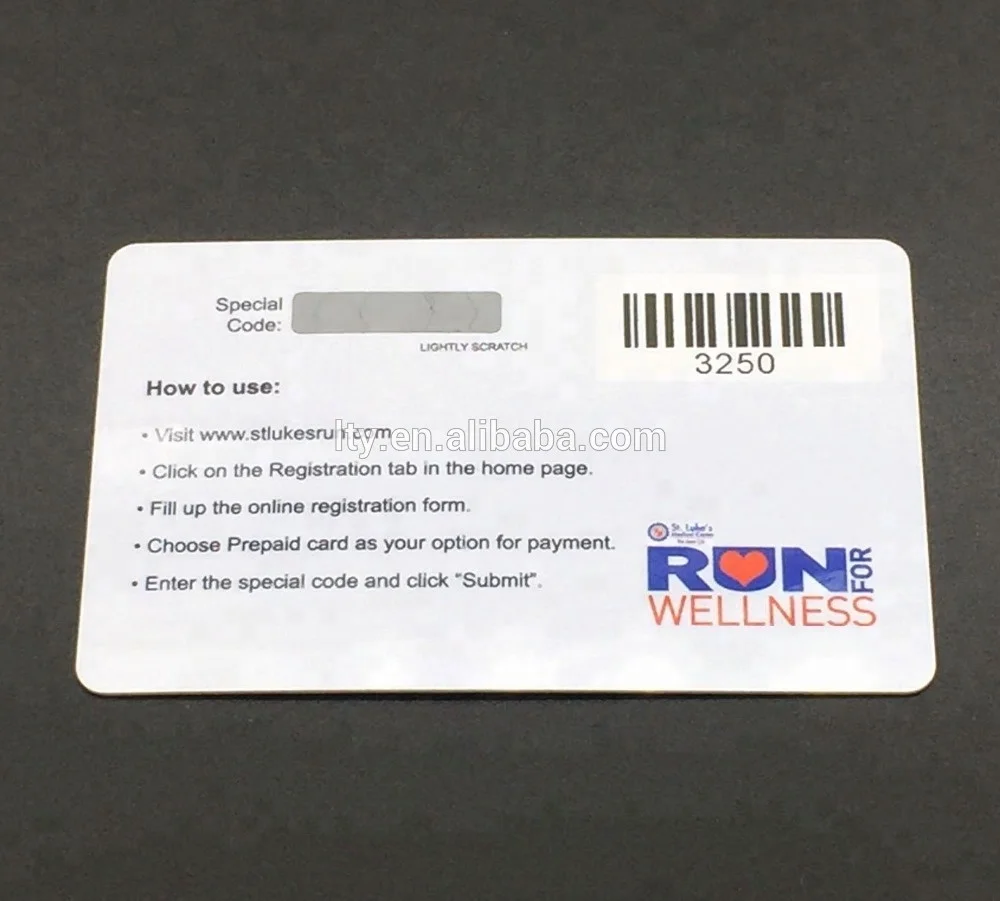 Special
Code:
LIGHTLY SCRATCH
3250
How to use:
• Visit www.stlukesrun.com
lty.en.alibaba.com
• Click on the Registration tab in the home page.
• Fill up the online registration form.
• Choose Prepaid card as your option for payment.
• Enter the special code and click "Submit".
St. Luke's
Medical Center
RUN FOR
WELLNESS